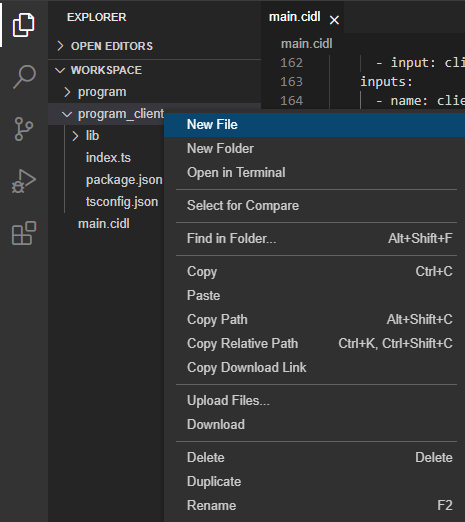 EXPLORER
OPEN EDITORS
WORKSPACE
program
program_client
lib
index.ts
package.json
tsconfig.json
main.cidl
main.cidl
main.cidl
162 - input: cli
163 inputs:
164 - name: clie
New File
New Folder
Open in Terminal
Select for Compare
Find in Folder... Alt+Shift+F
Copy Ctrl+C
Paste
Copy Path Alt+Shift+C
Copy Relative Path Ctrl+K, Ctrl+Shift+C
Copy Download Link
Upload Files...
Download
Delete Delete
Duplicate
Rename F2